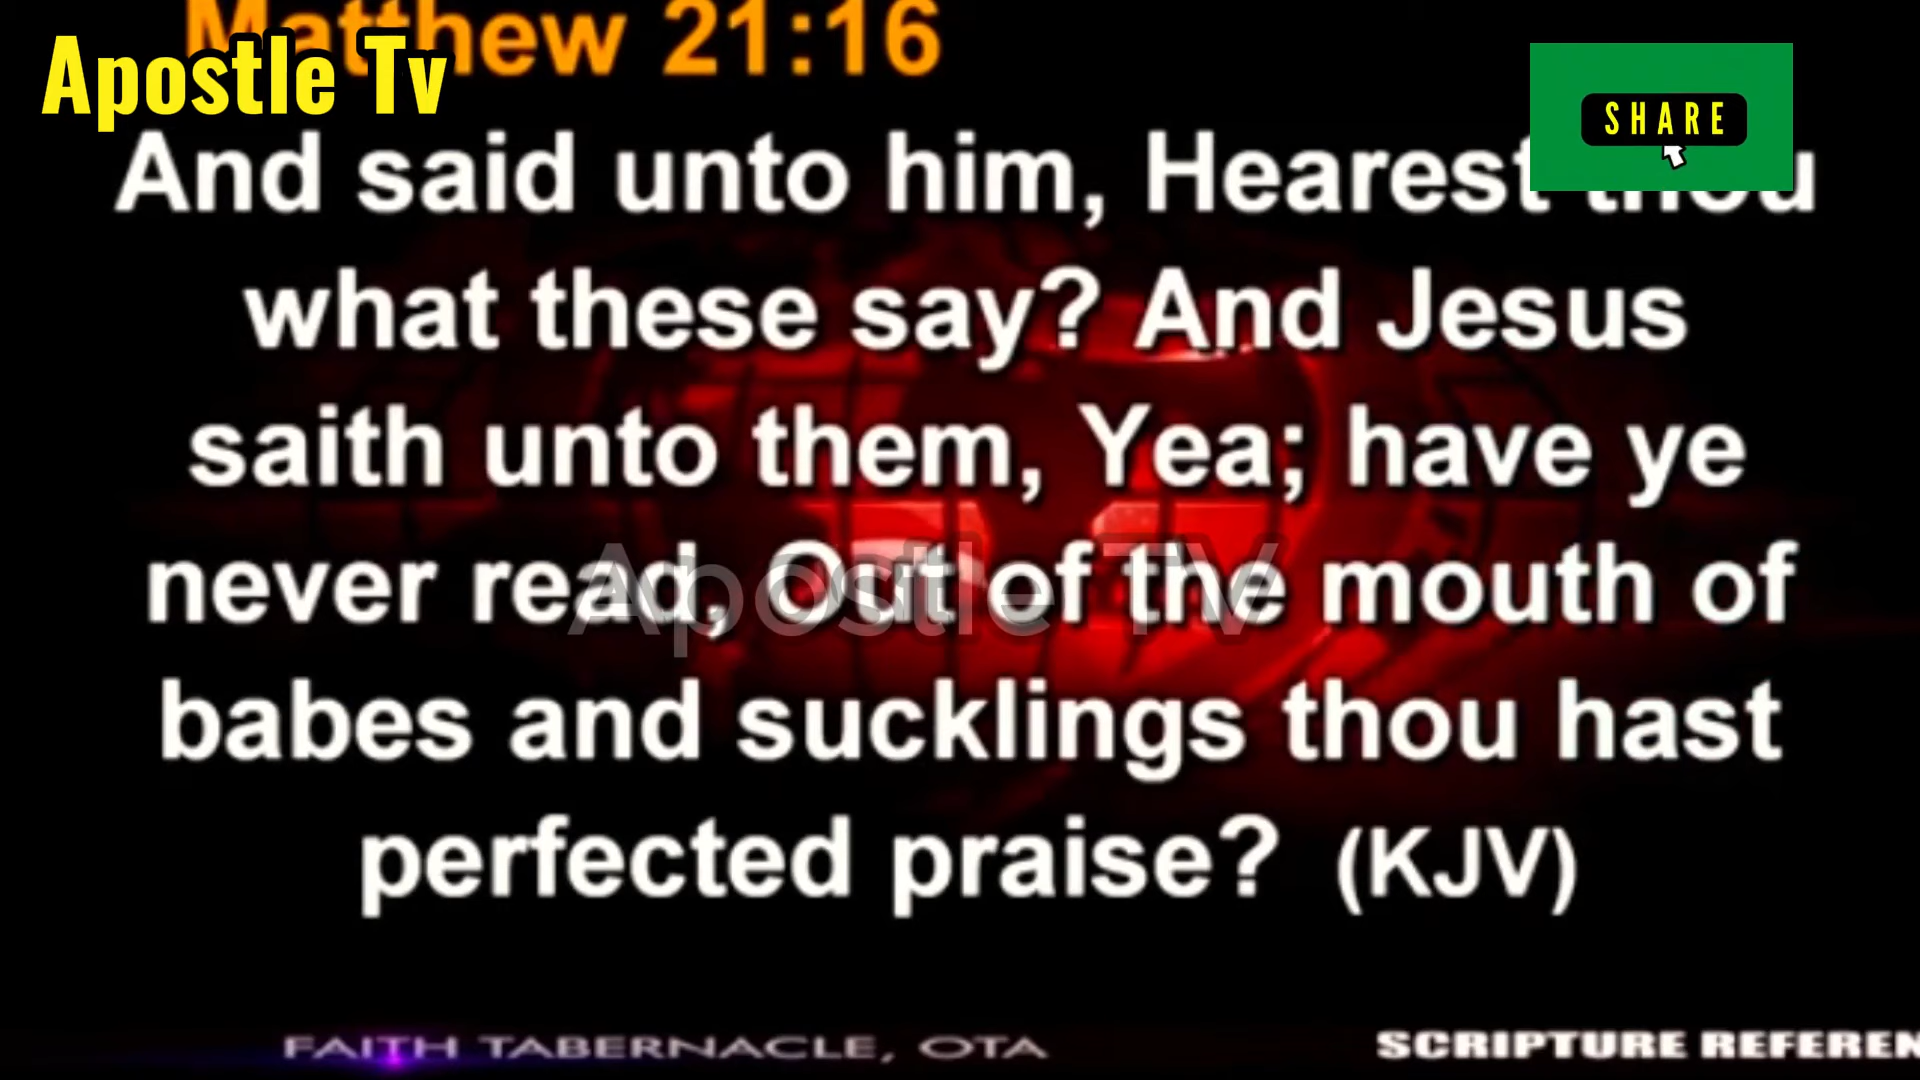 Matthew 21:16
Apostle Tv
SHARE
And said unto him, Hearest thou
what these say? And Jesus
saith unto them, Yea; have ye
never read, Out of the mouth of
Apostle TV
babes and sucklings thou hast
perfected praise? (KJV)
FAITH TABERNACLE, OTA
SCRIPTURE REFEREN